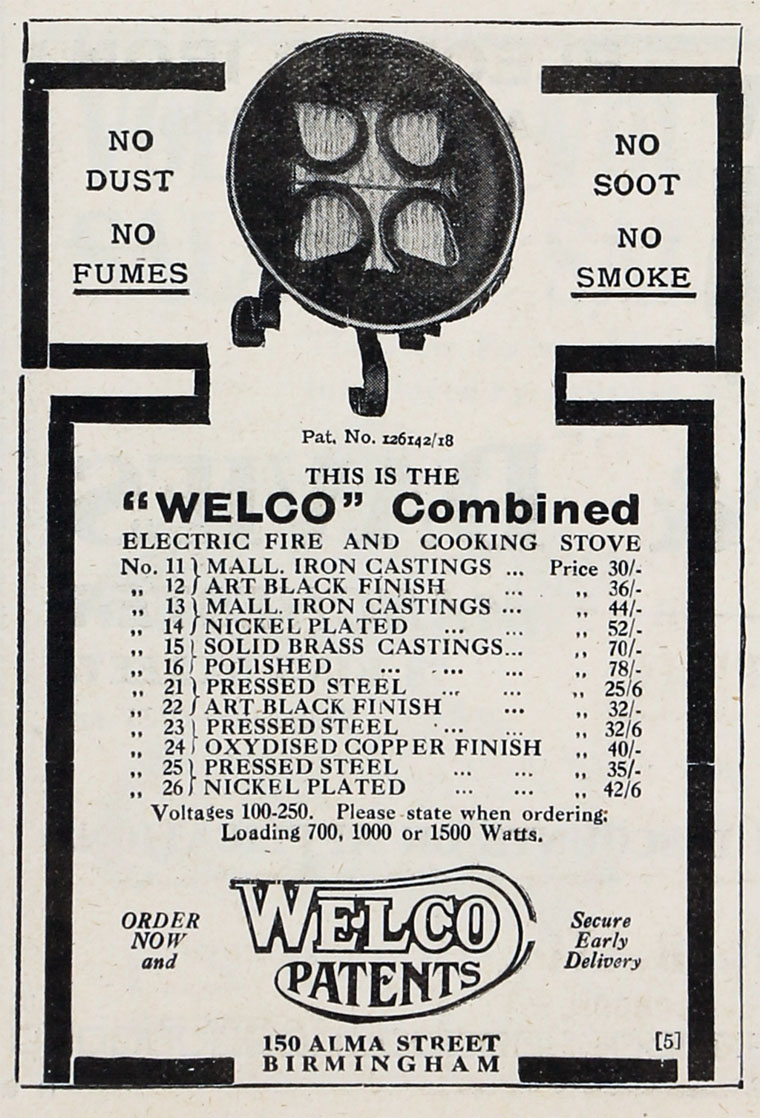 NO
DUST
NO
FUMES
NO
SOOT
NO
SMOKE
Pat. No. 126142/18
THIS IS THE
“WELCO” Combined
ELECTRIC FIRE AND COOKING STOVE
No. 11 } MALL. IRON CASTINGS ... Price 30/-
„ 12 } ART BLACK FINISH ... „ 36/-
„ 13 } MALL. IRON CASTINGS ... „ 44/-
„ 14 } NICKEL PLATED ... ... „ 52/-
„ 15 } SOLID BRASS CASTINGS... „ 70/-
„ 16 } POLISHED ... ... ... „ 78/-
„ 21 } PRESSED STEEL ... ... „ 25/6
„ 22 } ART BLACK FINISH ... „ 32/-
„ 23 } PRESSED STEEL ... ... „ 32/6
„ 24 } OXYDISED COPPER FINISH „ 40/-
„ 25 } PRESSED STEEL ... ... „ 35/-
„ 26 } NICKEL PLATED ... ... „ 42/6
Voltages 100-250. Please state when ordering:
Loading 700, 1000 or 1500 Watts.
ORDER
NOW
and
WELCO
PATENTS
Secure
Early
Delivery
150 ALMA STREET
BIRMINGHAM
[5]